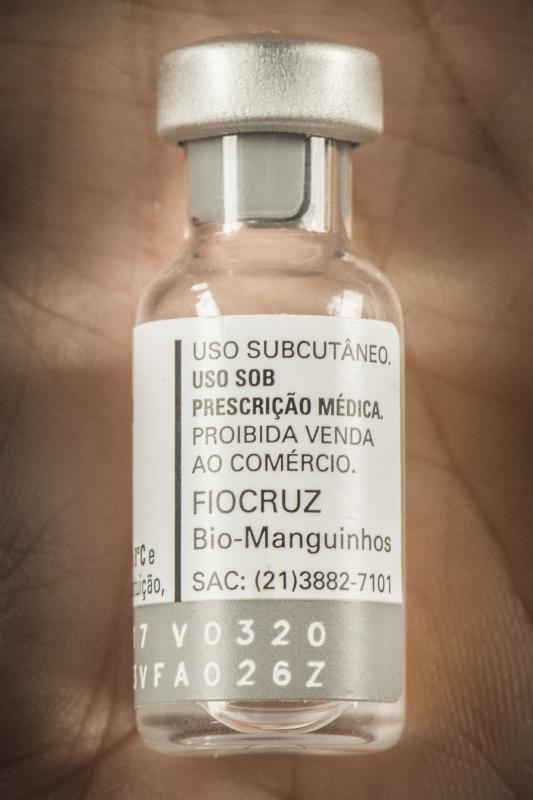 USO SUBCUTÂNEO.
USO SOB
PRESCRIÇÃO MÉDICA.
PROIBIDA VENDA
AO COMÉRCIO.
FIOCRUZ
Bio-Manguinhos
SAC: (21)3882-7101
°C e
7 V0320
VFA026Z